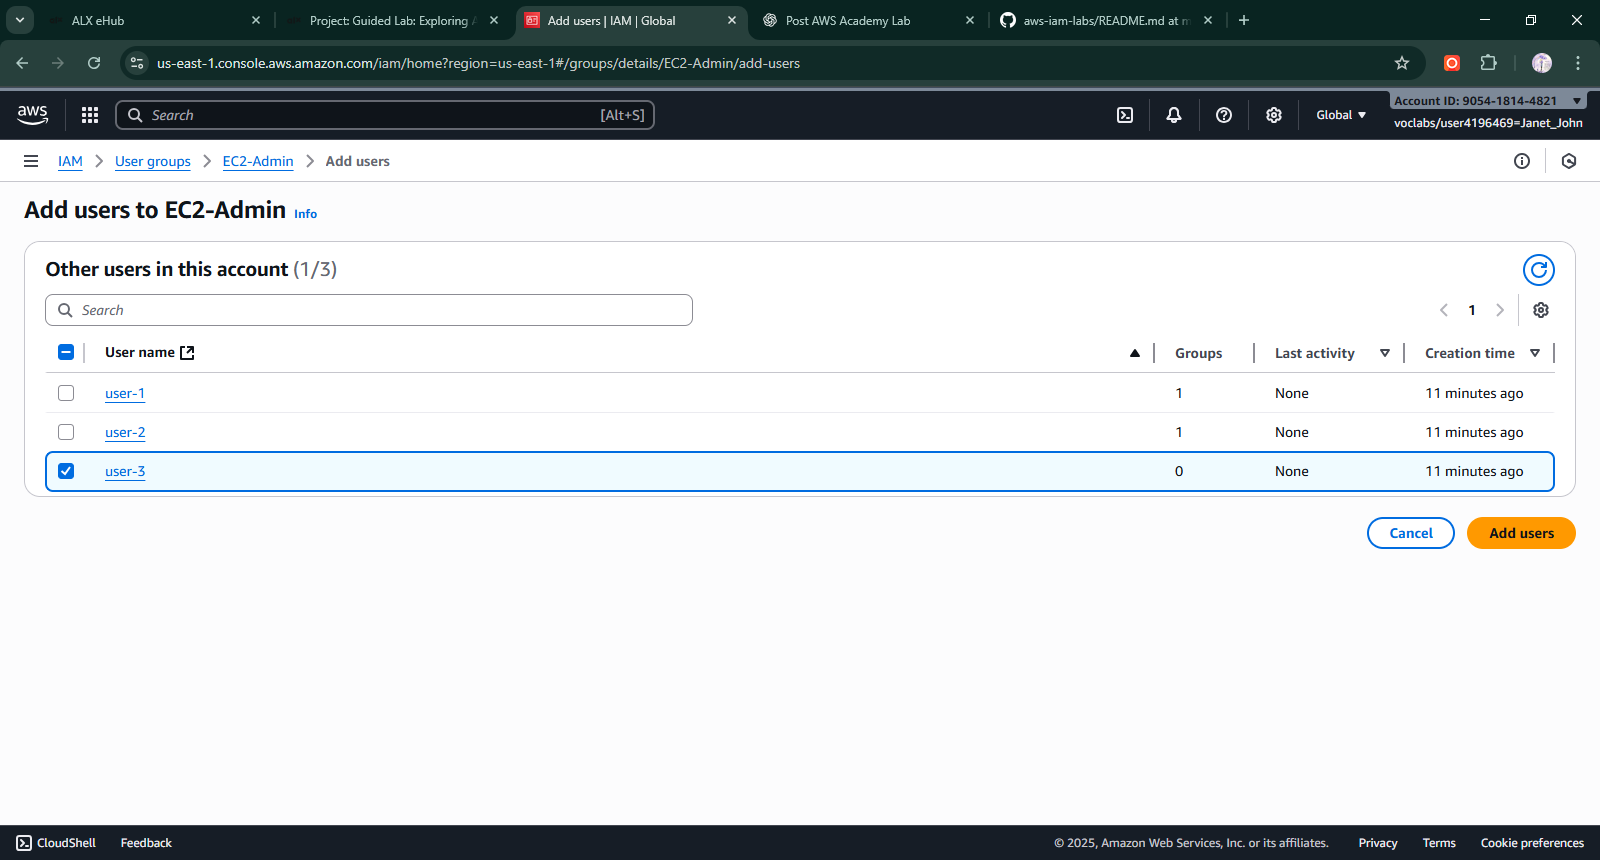 ALX eHub
Project: Guided Lab: Exploring
Add users | IAM | Global
Post AWS Academy Lab
aws-iam-labs/README.md at
us-east-1.console.aws.amazon.com/iam/home?region=us-east-1#/groups/details/EC2-Admin/add-users
aws
Search
[Alt+S]
Global
Account ID: 9054-1814-4821
voclabs/user4196469=Janet_John
IAM
User groups
EC2-Admin
Add users
Add users to EC2-Admin Info
Other users in this account (1/3)
Search
1
User name
Groups
Last activity
Creation time
user-1 1 None 11 minutes ago
user-2 1 None 11 minutes ago
user-3 0 None 11 minutes ago
Cancel
Add users
CloudShell
Feedback
© 2025, Amazon Web Services, Inc. or its affiliates.
Privacy
Terms
Cookie preferences